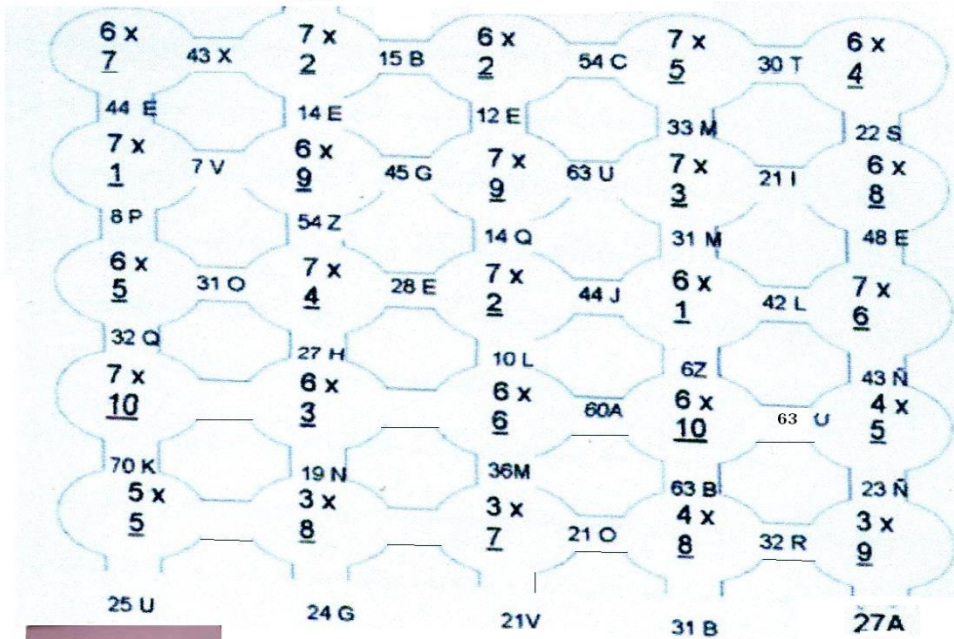 6 x 7 x 6 x 7 x 6 x
7 43 X 2 15 B 2 54 C 5 30 T 4
44 E 14 E 12 E 33 M 22 S
7 x 6 x 7 x 7 x 6 x
1 7 V 9 45 G 9 63 U 3 21 I 8
8 P 54 Z 14 Q 31 M 48 E
6 x 7 x 7 x 6 x 7 x
5 31 O 4 28 E 2 44 J 1 42 L 6
32 Q 27 H 10 L 6Z 43 Ñ
7 x 6 x 6 x 6 x 4 x
10 3 6 60A 10 63 U 5
70 K 19 N 36M 63 B 23 Ñ
5 x 3 x 3 x 4 x 3 x
5 8 7 21 O 8 32 R 9
25 U 24 G 21V 31 B 27A